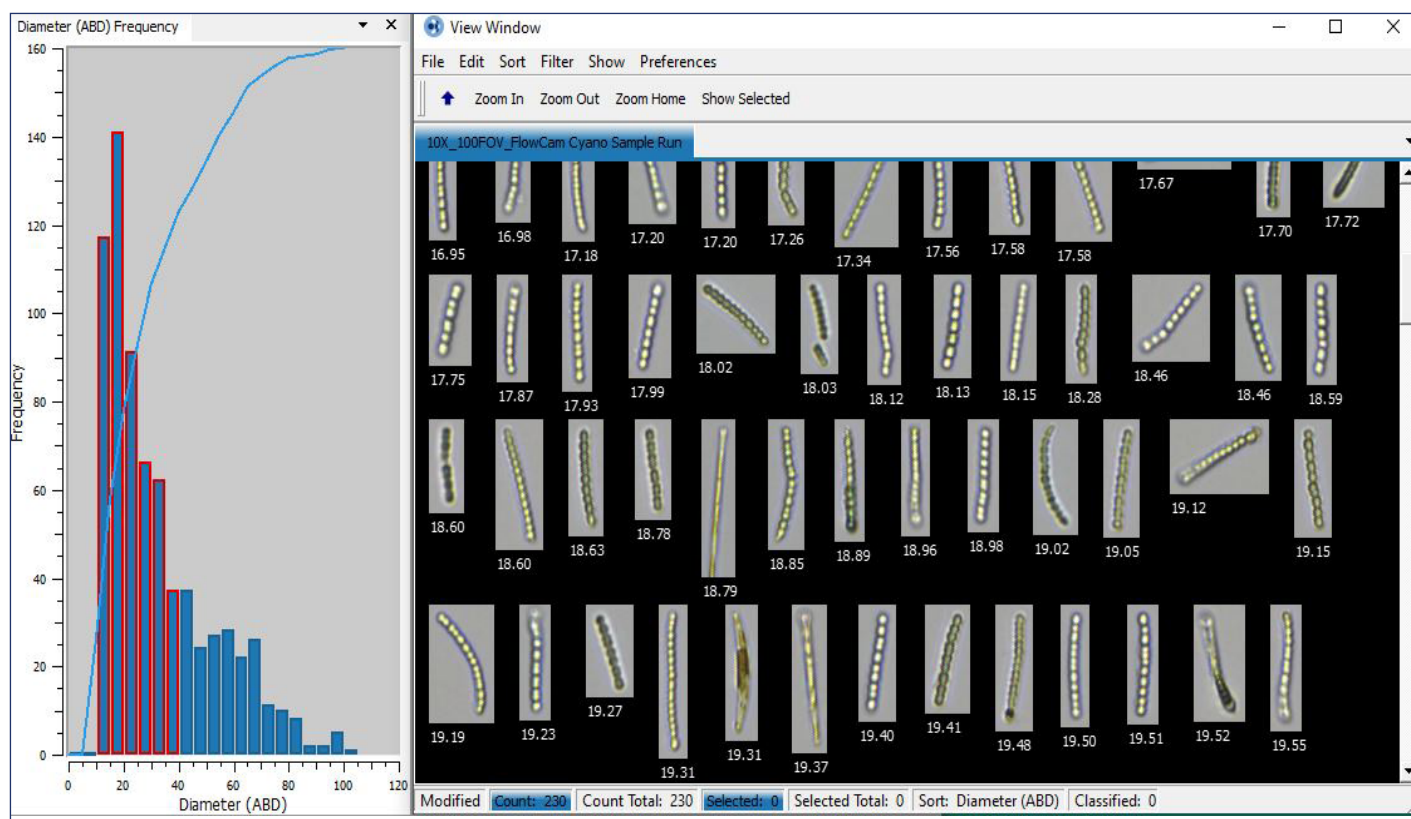 Diameter (ABD) Frequency
160
140
120
100
80
60
40
20
0
Frequency
0 20 40 60 80 100 120
Diameter (ABD)
View Window
File Edit Sort Filter Show Preferences
Zoom In Zoom Out Zoom Home Show Selected
10X_100FOV_FlowCam Cyano Sample Run
16.95 16.98 17.18 17.20 17.20 17.26 17.34 17.56 17.58 17.58 17.67 17.70 17.72
17.75 17.87 17.93 17.99 18.02 18.03 18.12 18.13 18.15 18.28 18.46 18.46 18.59
18.60 18.60 18.63 18.78 18.79 18.85 18.89 18.96 18.98 19.02 19.05 19.12 19.15
19.19 19.23 19.27 19.31 19.31 19.37 19.40 19.41 19.48 19.50 19.51 19.52 19.55
Modified Count: 230 Count Total: 230 Selected: 0 Selected Total: 0 Sort: Diameter (ABD) Classified: 0